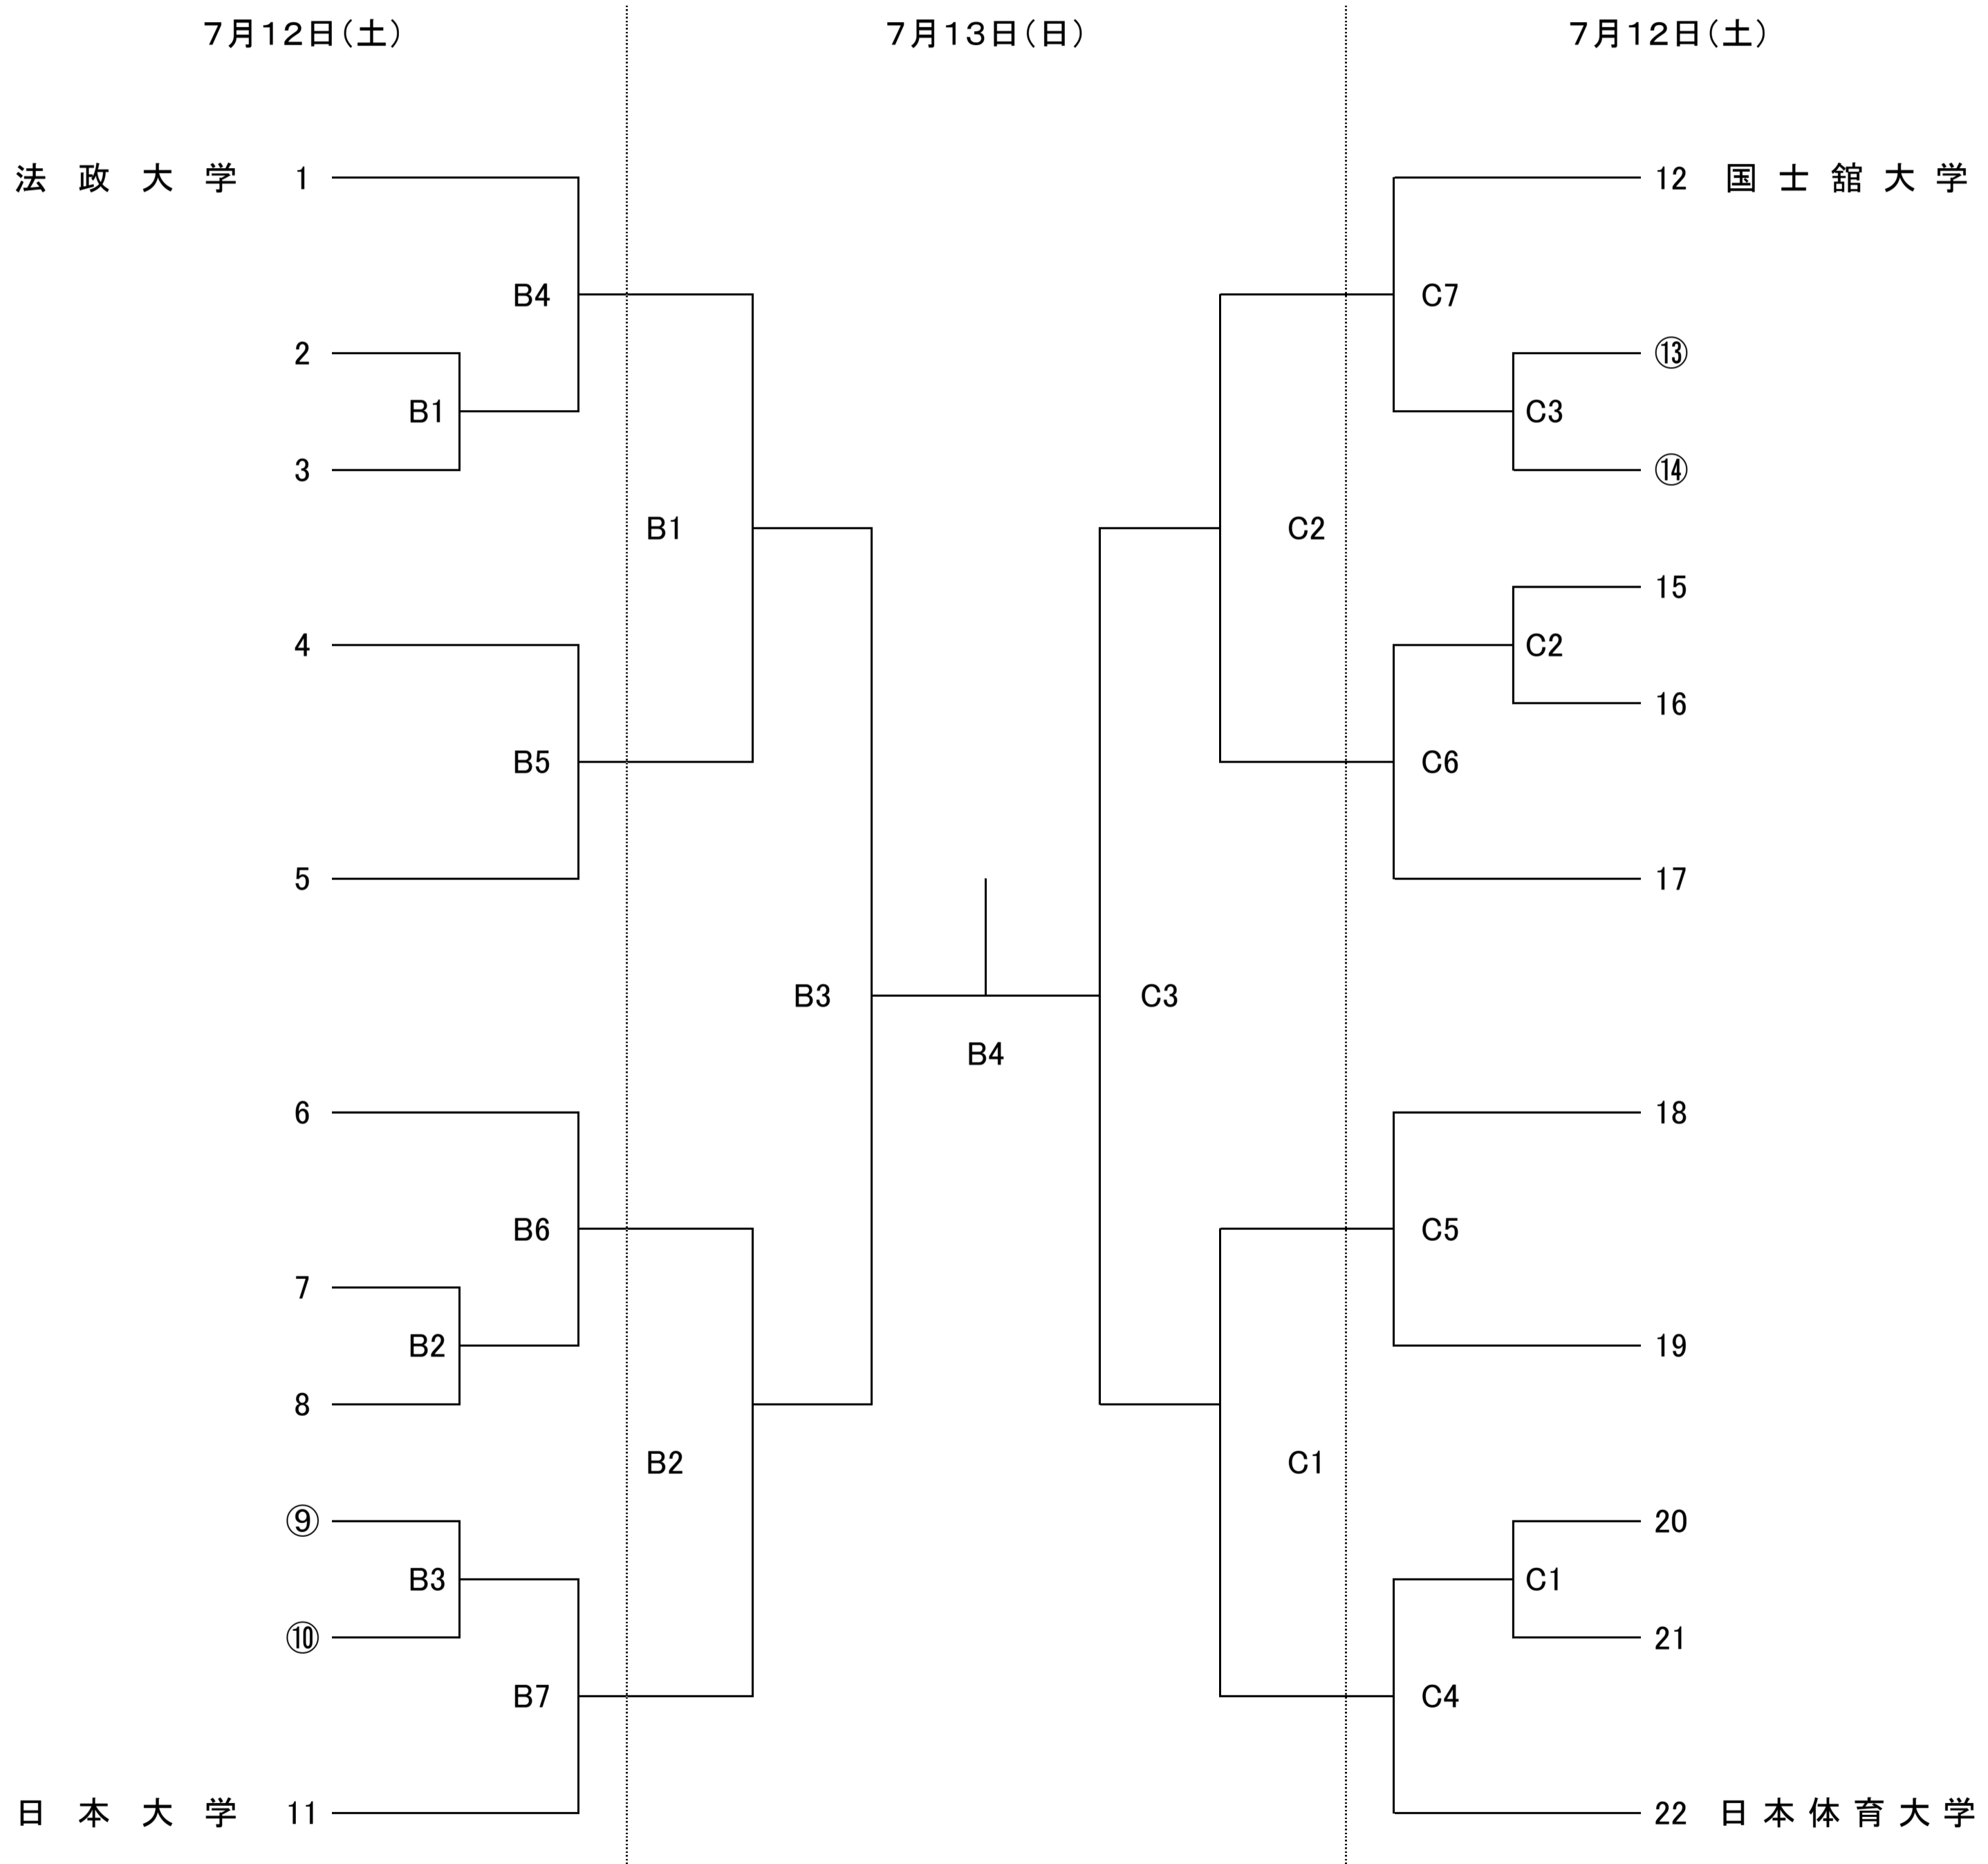 7月12日(土) 7月13日(日) 7月12日(土)
法政大学 1 12 国士舘大学
B4 C7
2 ⑬
B1 C3
3 ⑭
B1 C2
15
4 C2
16
B5 C6
5 17
B3 C3
B4
6 18
B6 C5
7
B2 19
8
B2 C1
⑨ 20
B3 C1
⑩ 21
B7 C4
日本大学 11 22 日本体育大学